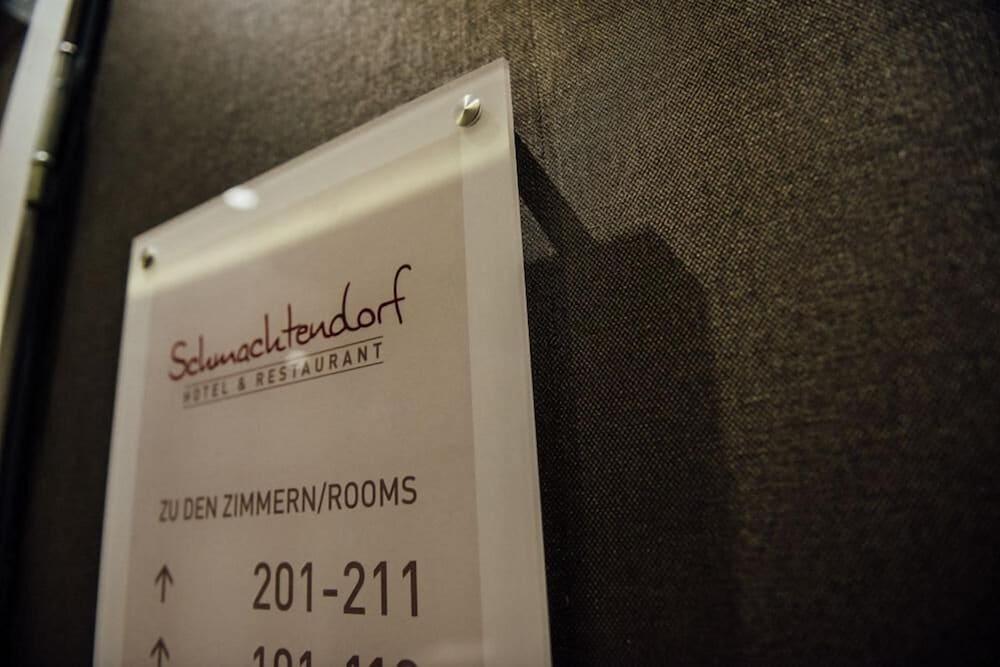 Schmachtendorf
HOTEL & RESTAURANT
ZU DEN ZIMMERN/ROOMS
↑ 201-211
↑